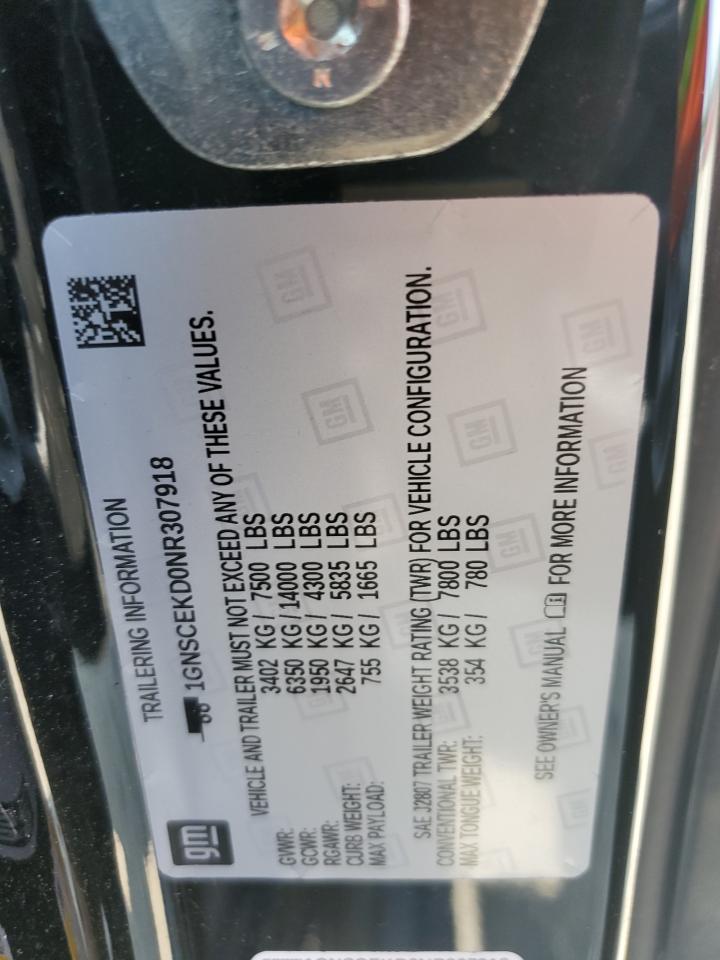 TRAILERING INFORMATION
1GNSCEKD0NR307918
gm
VEHICLE AND TRAILER MUST NOT EXCEED ANY OF THESE VALUES.
GVWR: 3402 KG / 7500 LBS
GCWR: 6350 KG / 14000 LBS
RGAWR: 1950 KG / 4300 LBS
CURB WEIGHT: 2647 KG / 5835 LBS
MAX PAYLOAD: 755 KG / 1665 LBS
SAE J2807 TRAILER WEIGHT RATING (TWR) FOR VEHICLE CONFIGURATION.
CONVENTIONAL TWR: 3538 KG / 7800 LBS
MAX TONGUE WEIGHT: 354 KG / 780 LBS
SEE OWNER'S MANUAL FOR MORE INFORMATION